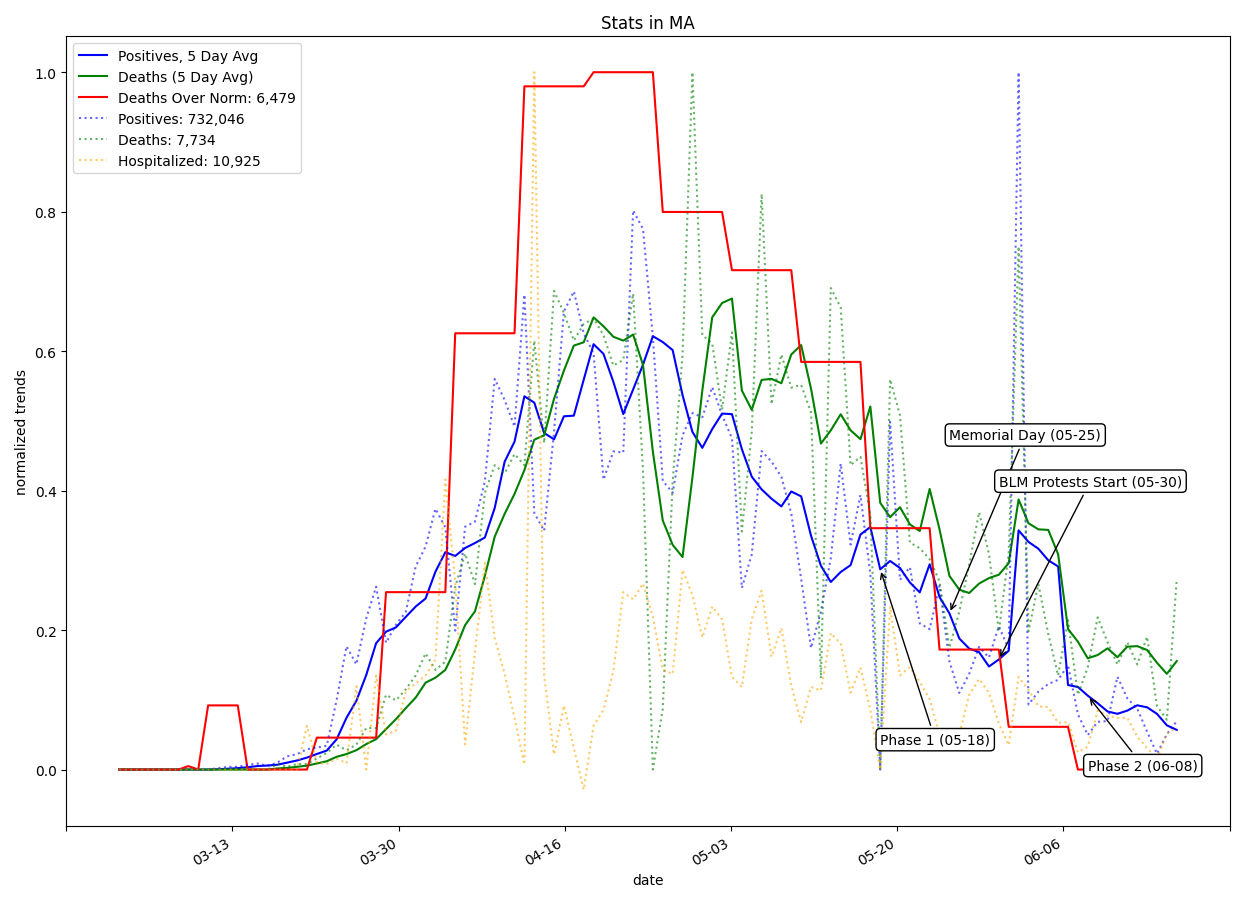 Stats in MA
Positives, 5 Day Avg
Deaths (5 Day Avg)
Deaths Over Norm: 6,479
Positives: 732,046
Deaths: 7,734
Hospitalized: 10,925
normalized trends
1.0
0.8
0.6
0.4
0.2
0.0
Memorial Day (05-25)
BLM Protests Start (05-30)
Phase 1 (05-18)
Phase 2 (06-08)
03-13
03-30
04-16
05-03
05-20
06-06
date